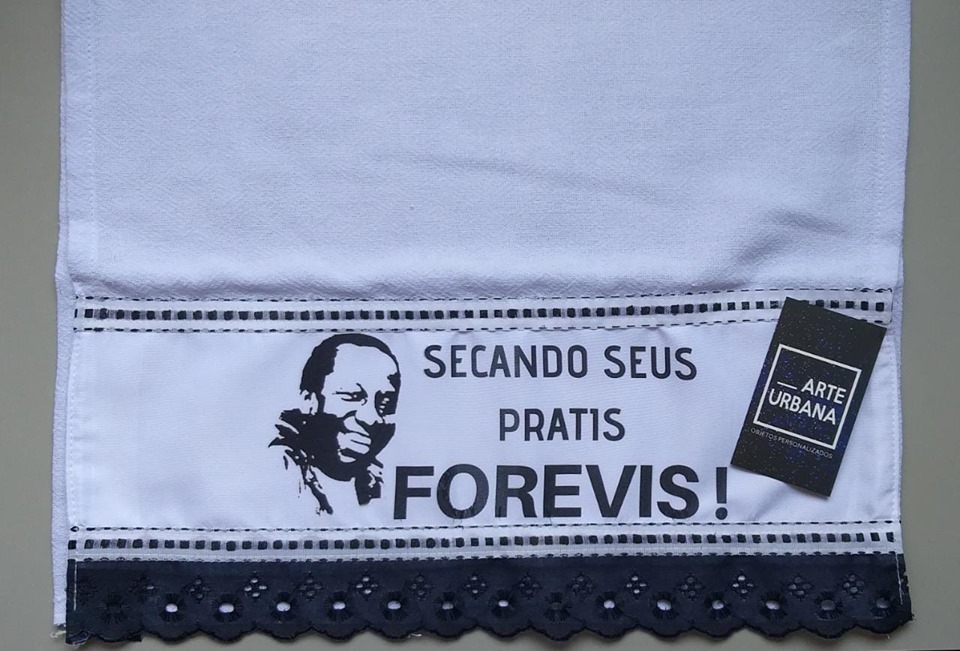 SECANDO SEUS
PRATIS
FOREVIS!
ARTE
URBANA
OBJETOS PERSONALIZADOS